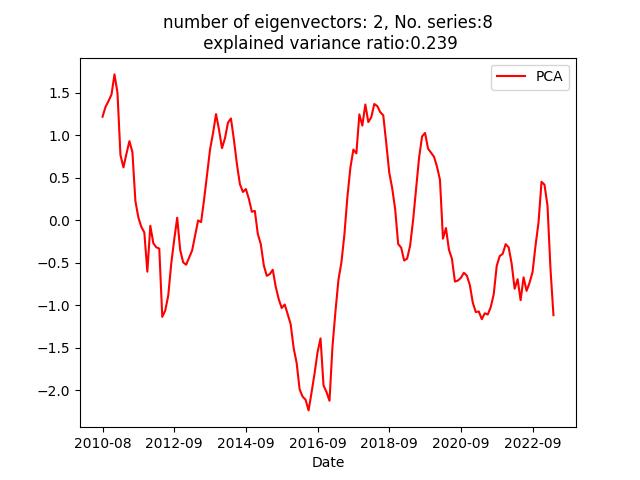 number of eigenvectors: 2, No. series:8
explained variance ratio:0.239
PCA
1.5
1.0
0.5
0.0
−0.5
−1.0
−1.5
−2.0
2010-08 2012-09 2014-09 2016-09 2018-09 2020-09 2022-09
Date